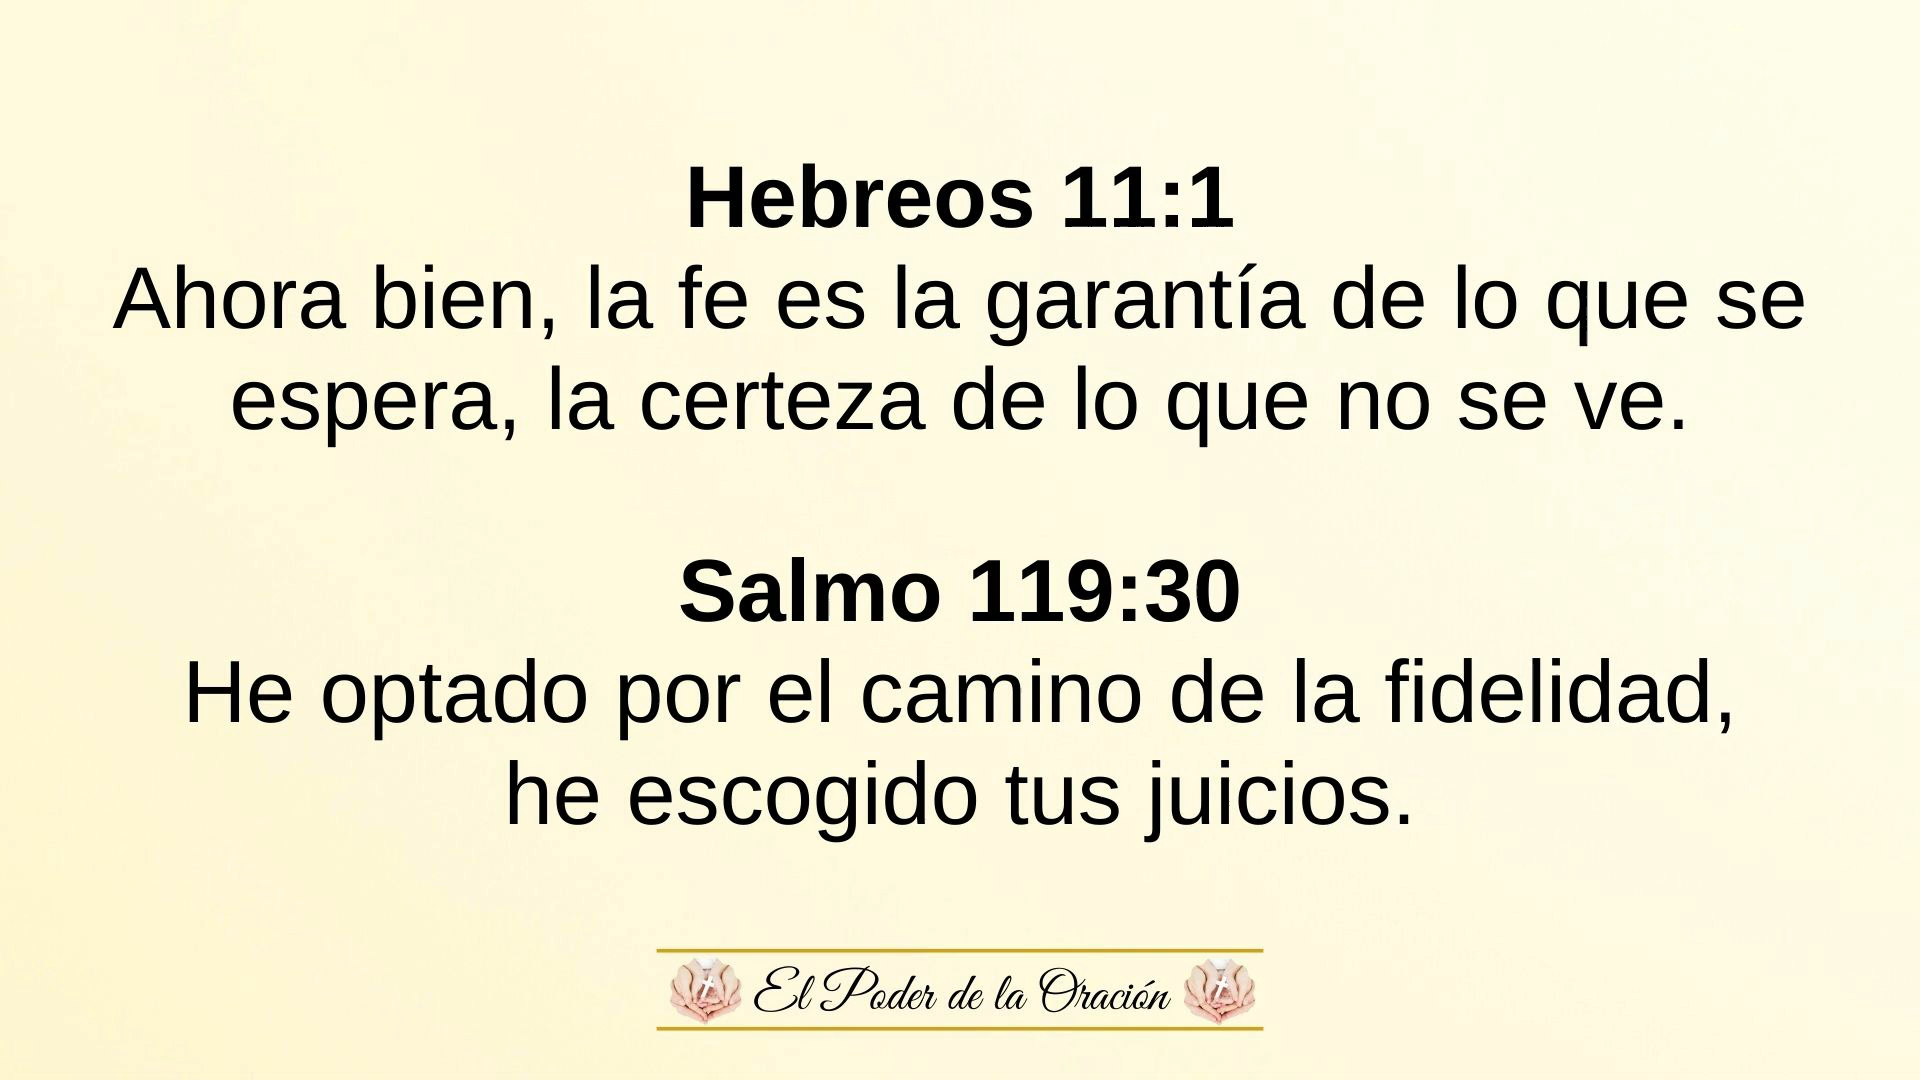 Hebreos 11:1
Ahora bien, la fe es la garantía de lo que se
espera, la certeza de lo que no se ve.
Salmo 119:30
He optado por el camino de la fidelidad,
he escogido tus juicios.
El Poder de la Oración